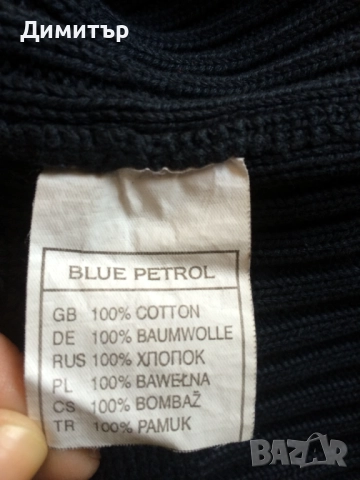 Димитър
BLUE PETROL
GB 100% COTTON
DE 100% BAUMWOLLE
RUS 100% ХЛОПОК
PL 100% BAWEŁNA
CS 100% BOMBAŽ
TR 100% PAMUK
BAZAR